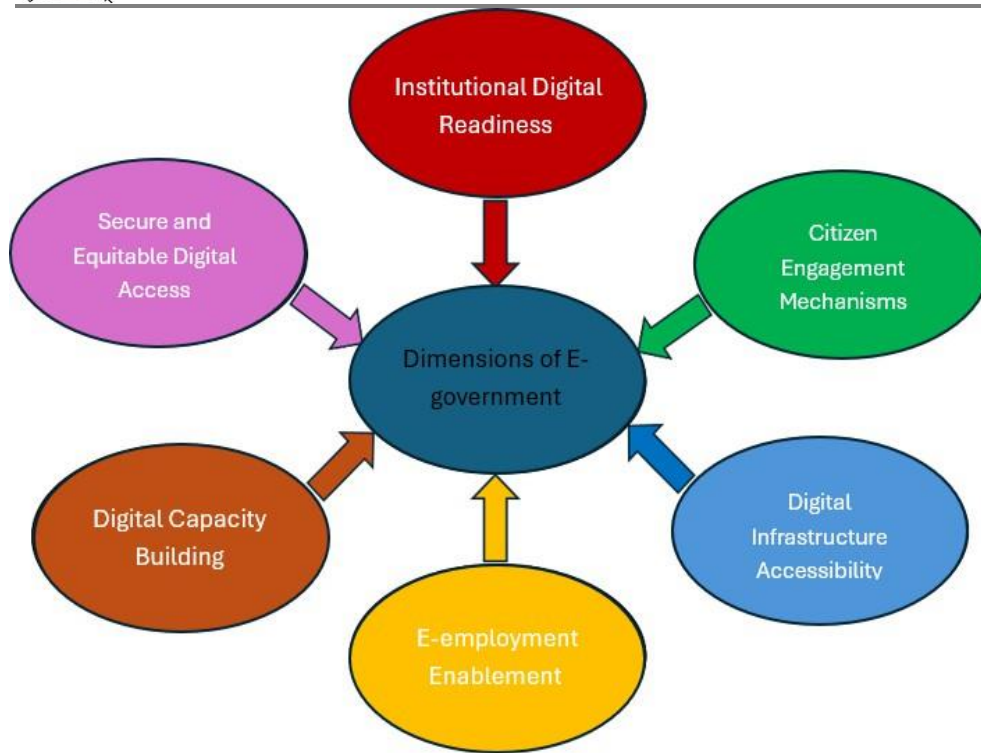 Institutional Digital
Readiness
Secure and
Equitable Digital
Access
Citizen
Engagement
Mechanisms
Dimensions of E-
government
Digital Capacity
Building
Digital
Infrastructure
Accessibility
E-employment
Enablement